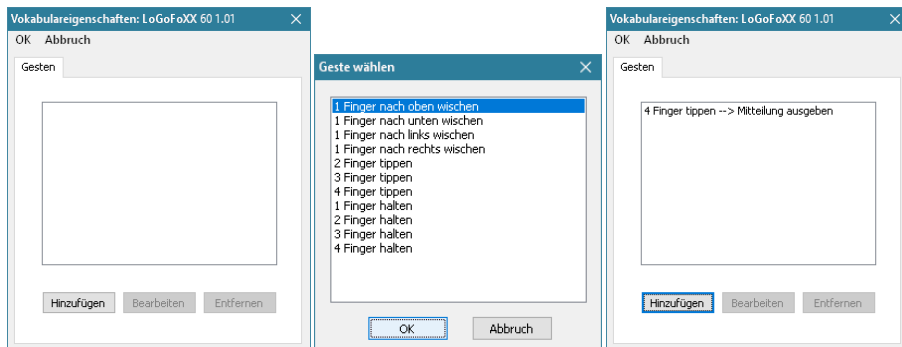 Vokabulareigenschaften: LoGoFoXX 60 1.01
OK Abbruch
Gesten
Hinzufügen Bearbeiten Entfernen
Geste wählen
1 Finger nach oben wischen
1 Finger nach unten wischen
1 Finger nach links wischen
1 Finger nach rechts wischen
2 Finger tippen
3 Finger tippen
4 Finger tippen
1 Finger halten
2 Finger halten
3 Finger halten
4 Finger halten
OK Abbruch
Vokabulareigenschaften: LoGoFoXX 60 1.01
OK Abbruch
Gesten
4 Finger tippen --> Mitteilung ausgeben
Hinzufügen Bearbeiten Entfernen